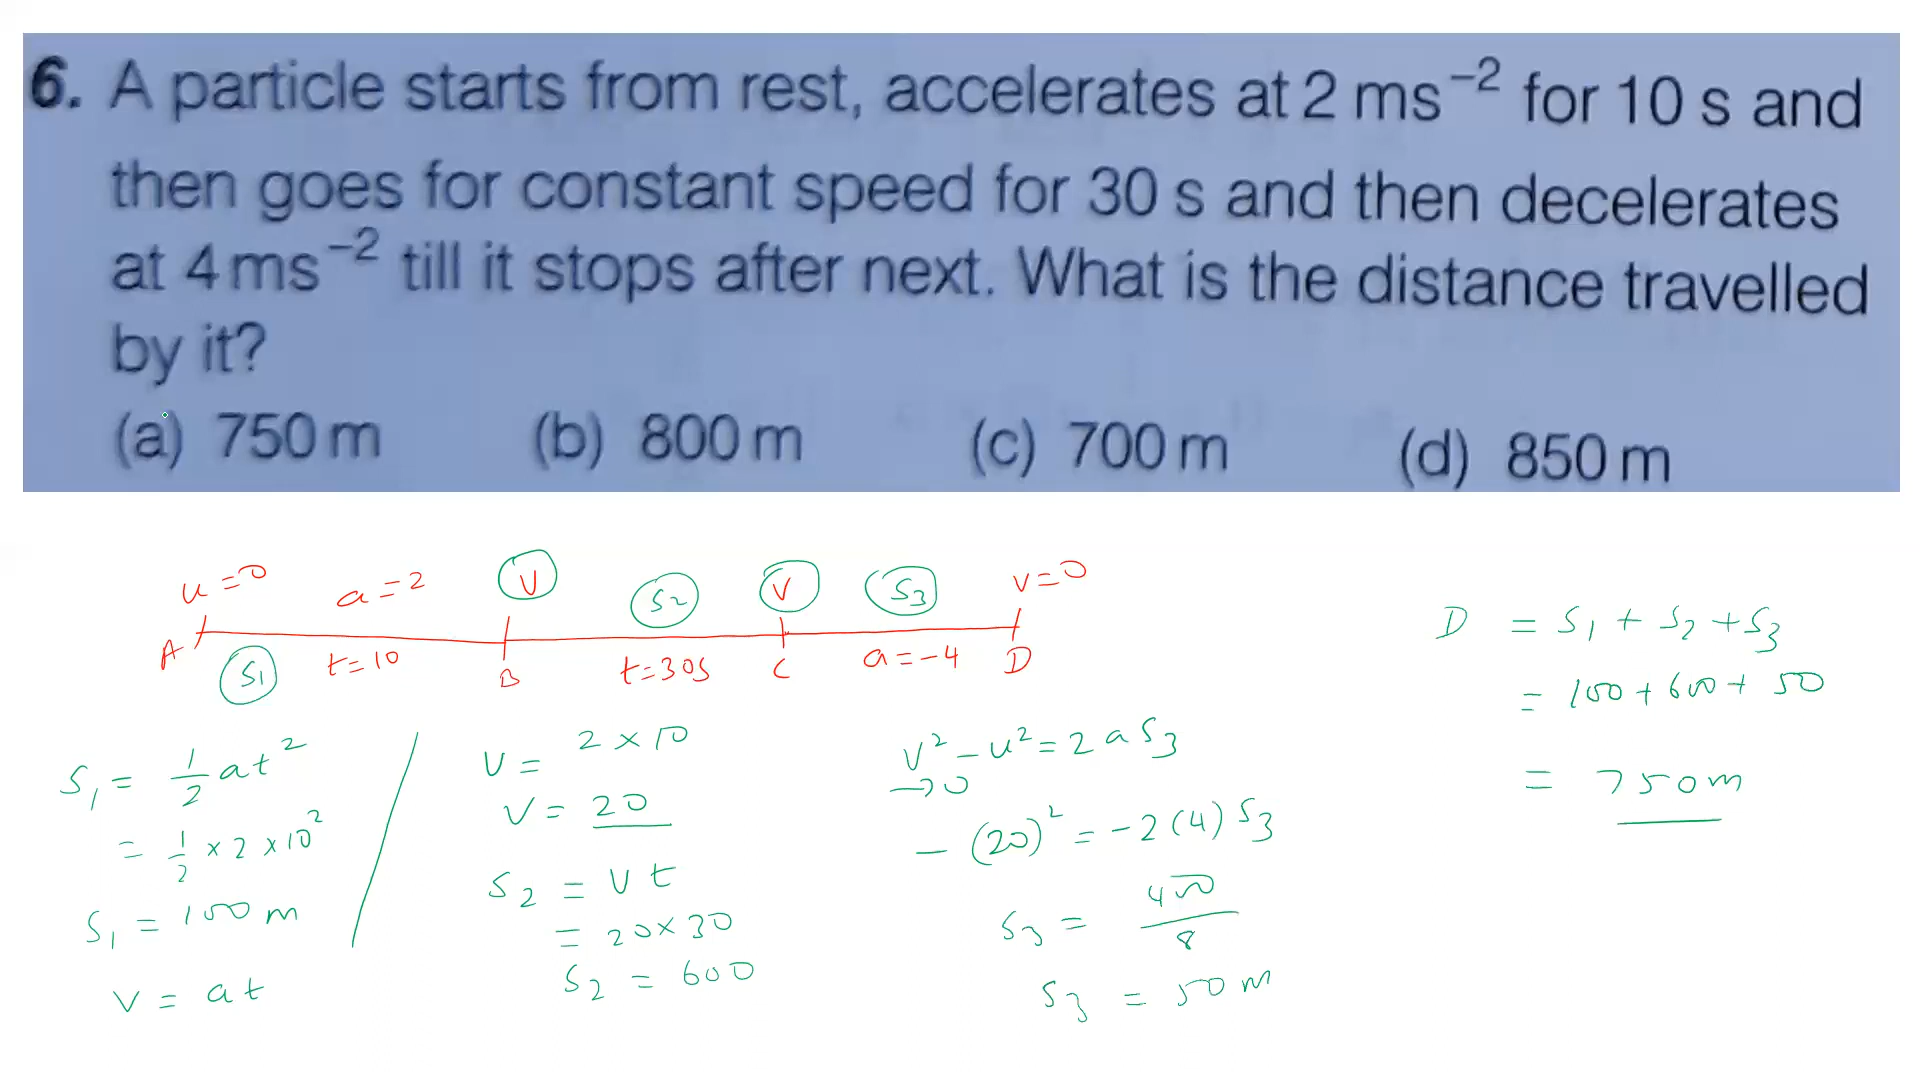 6. A particle starts from rest, accelerates at 2 ms⁻² for 10 s and
then goes for constant speed for 30 s and then decelerates
at 4 ms⁻² till it stops after next. What is the distance travelled
by it?
(a) 750 m (b) 800 m (c) 700 m (d) 850 m
u=0 a=2 V S₂ V S₃ v=0
A S₁ t=10 B t=30s C a=-4 D
S₁ = 1/2 at²
= 1/2 × 2 × 10²
S₁ = 100 m
V = at
V = 2 × 10
V = 20
S₂ = Vt
= 20×30
S₂ = 600
V² - u² = 2aS₃
→0
- (20)² = -2(4) S₃
S₃ = 400/8
S₃ = 50 m
D = S₁ + S₂ + S₃
= 100 + 600 + 50
= 750m